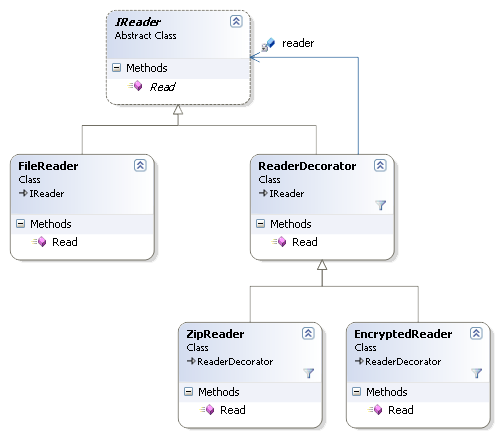 IReader
Abstract Class
Methods
Read
reader
FileReader
Class
IReader
Methods
Read
ReaderDecorator
Class
IReader
Methods
Read
ZipReader
Class
ReaderDecorator
Methods
Read
EncryptedReader
Class
ReaderDecorator
Methods
Read